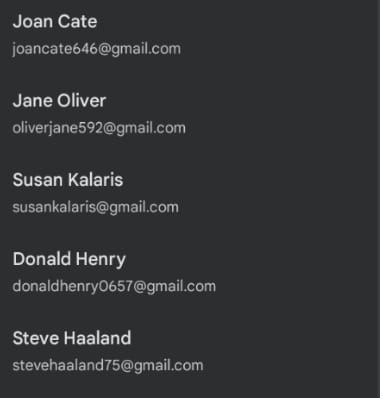 Joan Cate
joancate646@gmail.com
Jane Oliver
oliverjane592@gmail.com
Susan Kalaris
susankalaris@gmail.com
Donald Henry
donaldhenry0657@gmail.com
Steve Haaland
stevehaaland75@gmail.com